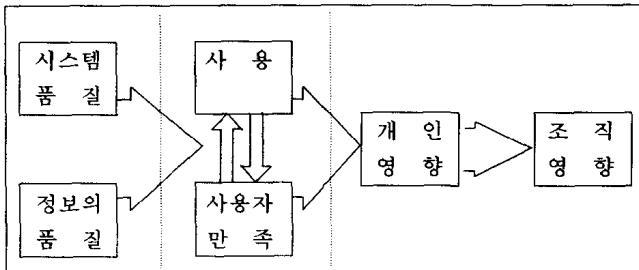 시스템
품 질
정보의
품 질
사 용
사용자
만 족
개 인
영 향
조 직
영 향